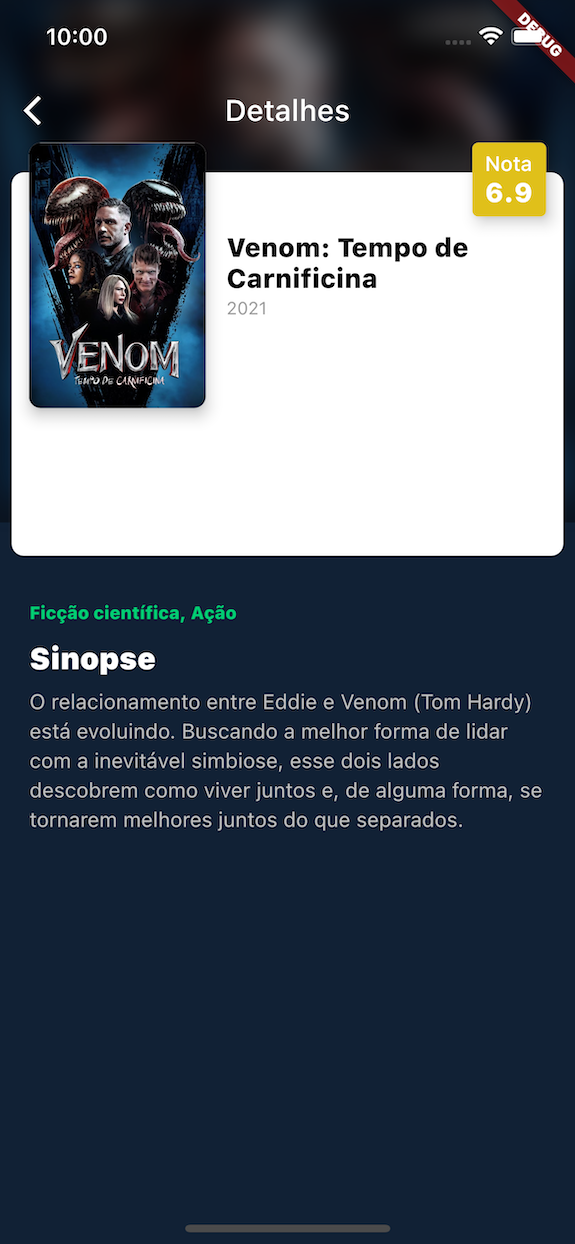 10:00
DEBUG
Detalhes
Nota
6.9
Venom: Tempo de
Carnificina
2021
VENOM
TEMPO DE CARNIFICINA
Ficção científica, Ação
Sinopse
O relacionamento entre Eddie e Venom (Tom Hardy)
está evoluindo. Buscando a melhor forma de lidar
com a inevitável simbiose, esse dois lados
descobrem como viver juntos e, de alguma forma, se
tornarem melhores juntos do que separados.